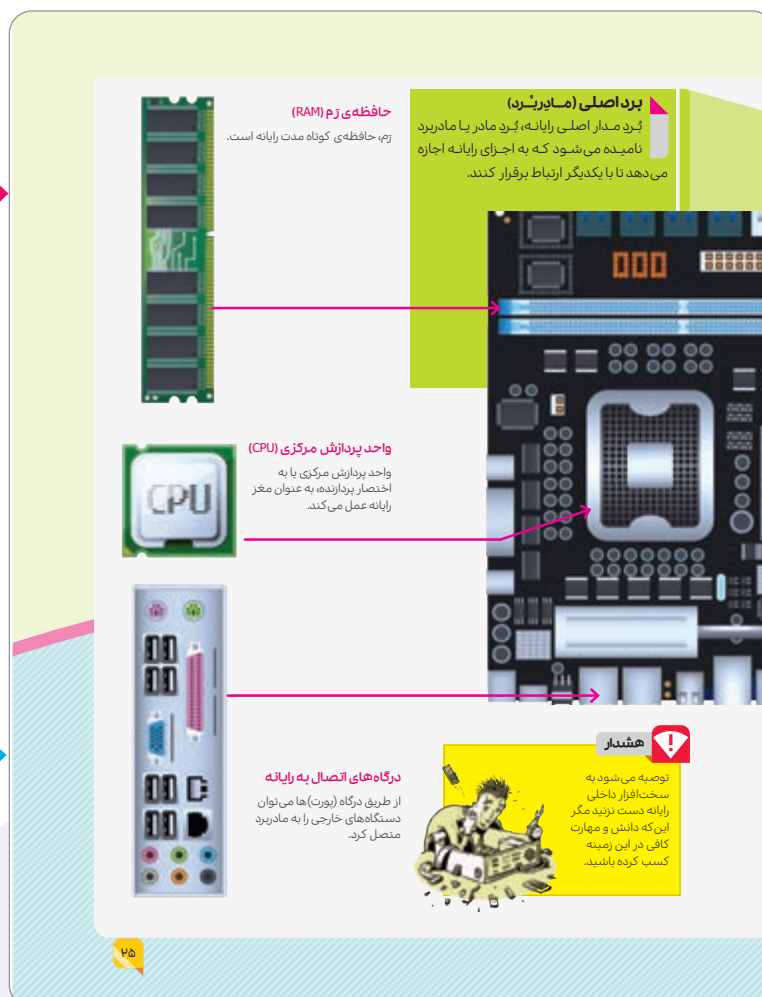 برد اصلی (مـادربُـرد)
بُردِ مـدار اصلـی رایانـه، بُـردِ مادر یـا مادربرد
نامیـده می‌شـود کـه بـه اجـزای رایانـه اجازه
می‌دهد تا با یکدیگر ارتباط برقرار کنند.
حافظه‌ی رَم (RAM)
رَم، حافظه‌ی کوتاه مدت رایانه است.
واحد پردازش مرکزی (CPU)
واحد پردازش مرکزی یا به
اختصار پردازنده، به عنوان مغز
رایانه عمل می‌کند.
CPU
درگاه‌های اتصال به رایانه
از طریق درگاه (پورت)ها می‌توان
دستگاه‌های خارجی را به مادربرد
متصل کرد.
هشدار
توصیه می‌شود به
سخت‌افزار داخلی
رایانه دست نزنید مگر
این‌که دانش و مهارت
کافی در این زمینه
کسب کرده باشید.
۲۵